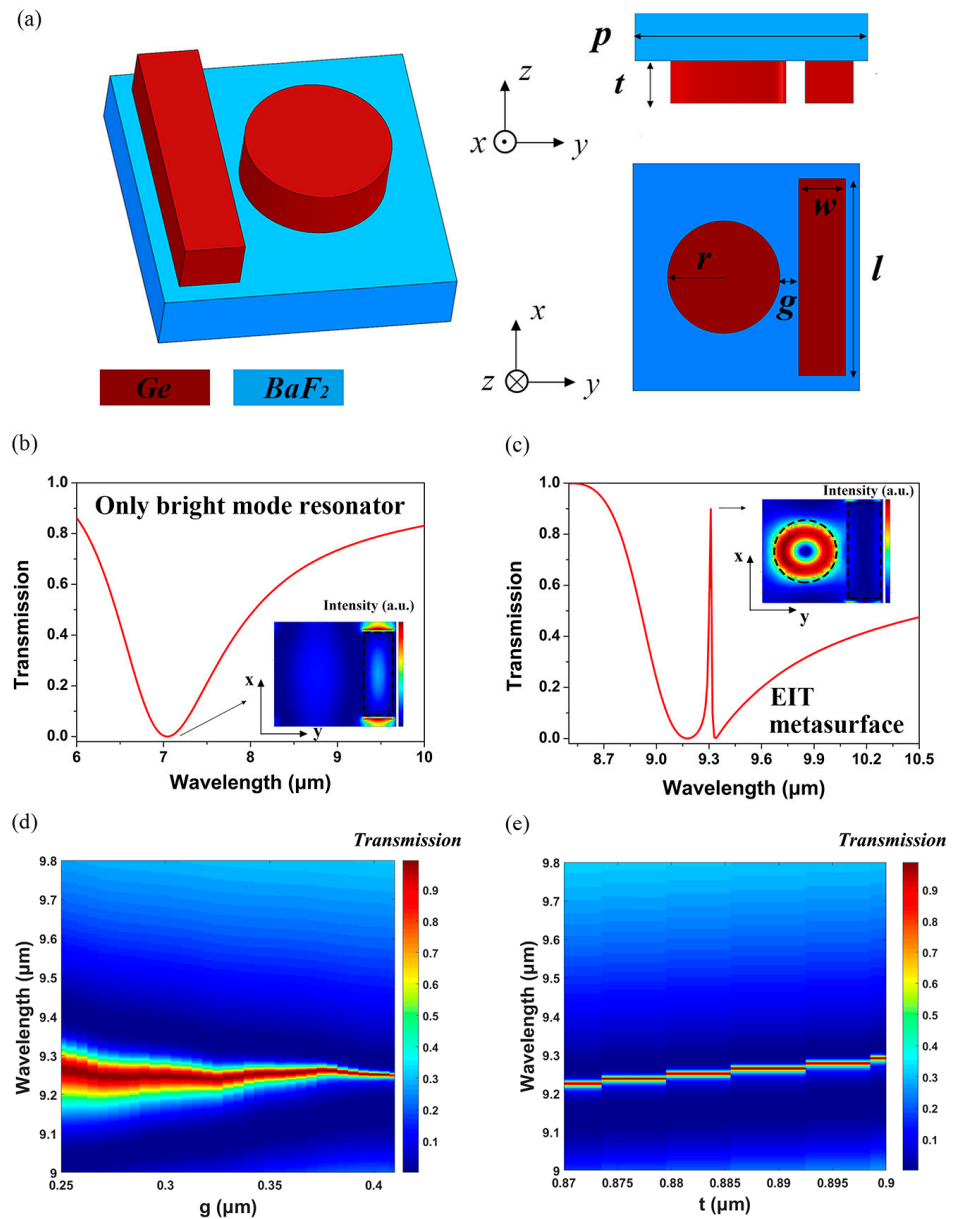 (a)
p
t
z
x
y
w
r
l
g
x
z
y
Ge
BaF₂
(b)
Only bright mode resonator
Intensity (a.u.)
x
y
1.0
0.8
0.6
0.4
0.2
0.0
Transmission
6
7
8
9
10
Wavelength (μm)
(c)
Intensity (a.u.)
x
y
EIT
metasurface
1.0
0.8
0.6
0.4
0.2
0.0
Transmission
8.7
9.0
9.3
9.6
9.9
10.2
10.5
Wavelength (μm)
(d)
Transmission
9.8
9.7
9.6
9.5
9.4
9.3
9.2
9.1
9
Wavelength (μm)
0.25
0.3
0.35
0.4
g (μm)
0.9
0.8
0.7
0.6
0.5
0.4
0.3
0.2
0.1
(e)
Transmission
9.8
9.7
9.6
9.5
9.4
9.3
9.2
9.1
9
Wavelength (μm)
0.87
0.875
0.88
0.885
0.89
0.895
0.9
t (μm)
0.9
0.8
0.7
0.6
0.5
0.4
0.3
0.2
0.1